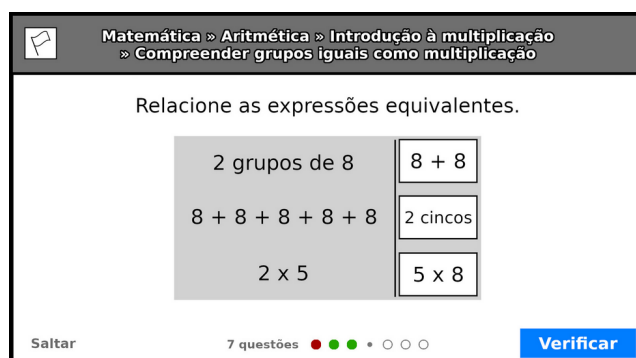 Matemática » Aritmética » Introdução à multiplicação
» Compreender grupos iguais como multiplicação
Relacione as expressões equivalentes.
2 grupos de 8
8 + 8
8 + 8 + 8 + 8 + 8
2 cincos
2 x 5
5 x 8
Saltar
7 questões
Verificar